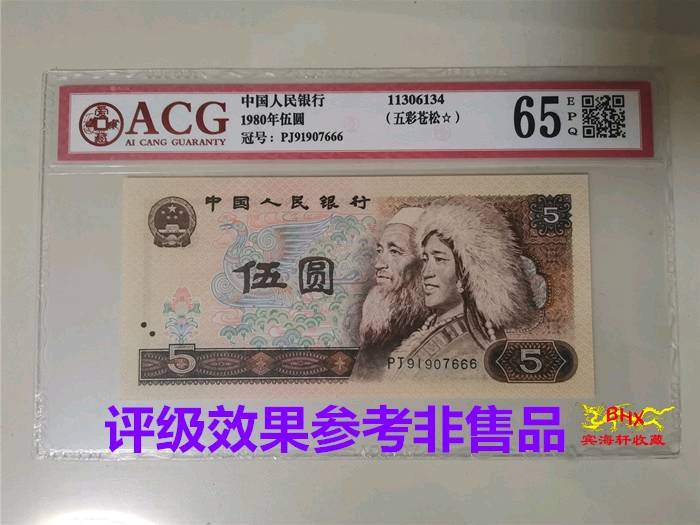 ACG
AI CANG GUARANTY
中国人民银行
1980年伍圆
冠号: PJ91907666
11306134
(五彩苍松☆)
65
EPQ
中国人民银行
5
伍圆
PJ91907666
5
5
评级效果参考非售品
BHX
实海轩收藏